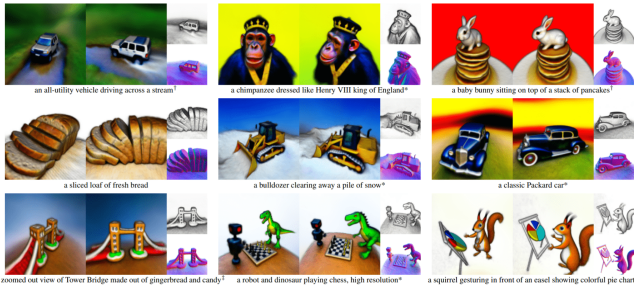 an all-utility vehicle driving across a stream†
a chimpanzee dressed like Henry VIII king of England*
a baby bunny sitting on top of a stack of pancakes†
a sliced loaf of fresh bread
a bulldozer clearing away a pile of snow*
a classic Packard car*
zoomed out view of Tower Bridge made out of gingerbread and candy‡
a robot and dinosaur playing chess, high resolution*
a squirrel gesturing in front of an easel showing colorful pie charts